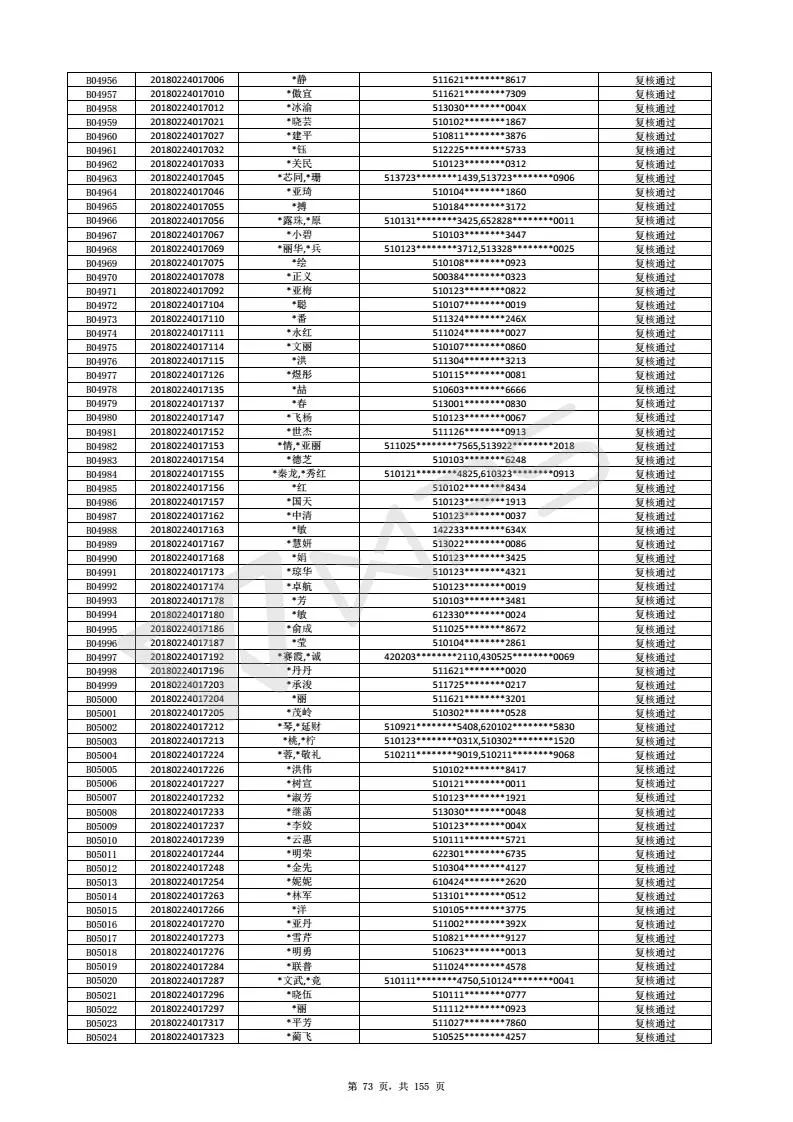 B04956 20180224017006 *静 511621********8617 复核通过
B04957 20180224017010 *傲宜 511621********7309 复核通过
B04958 20180224017012 *冰渝 513030********004X 复核通过
B04959 20180224017021 *晓芸 510102********1867 复核通过
B04960 20180224017027 *建平 510811********3876 复核通过
B04961 20180224017032 *钰 512225********5733 复核通过
B04962 20180224017033 *关民 510123********0312 复核通过
B04963 20180224017045 *芯同,*珊 513723********1439,513723********0906 复核通过
B04964 20180224017046 *亚琦 510104********1860 复核通过
B04965 20180224017055 *搏 510184********3172 复核通过
B04966 20180224017056 *露珠,*原 510131********3425,652828********0011 复核通过
B04967 20180224017067 *小碧 510103********3447 复核通过
B04968 20180224017069 *丽华,*兵 510123********3712,513328********0025 复核通过
B04969 20180224017075 *绘 510108********0923 复核通过
B04970 20180224017078 *正义 500384********0323 复核通过
B04971 20180224017092 *亚梅 510123********0822 复核通过
B04972 20180224017104 *聪 510107********0019 复核通过
B04973 20180224017110 *番 511324********246X 复核通过
B04974 20180224017111 *永红 511024********0027 复核通过
B04975 20180224017114 *文丽 510107********0860 复核通过
B04976 20180224017115 *洪 511304********3213 复核通过
B04977 20180224017126 *煜彤 510115********0081 复核通过
B04978 20180224017135 *喆 510603********6666 复核通过
B04979 20180224017137 *春 513001********0830 复核通过
B04980 20180224017147 *飞杨 510123********0067 复核通过
B04981 20180224017152 *世杰 511126********0913 复核通过
B04982 20180224017153 *情,*亚丽 511025********7565,513922********2018 复核通过
B04983 20180224017154 *德芝 510103********6248 复核通过
B04984 20180224017155 *秦龙,*秀红 510121********4825,610323********0913 复核通过
B04985 20180224017156 *红 510102********8434 复核通过
B04986 20180224017157 *国天 510123********1913 复核通过
B04987 20180224017162 *中清 510123********0037 复核通过
B04988 20180224017163 *敏 142233********634X 复核通过
B04989 20180224017167 *慧妍 513022********0086 复核通过
B04990 20180224017168 *娟 510123********3425 复核通过
B04991 20180224017173 *琼华 510123********4321 复核通过
B04992 20180224017174 *卓航 510123********0019 复核通过
B04993 20180224017178 *芳 510103********3481 复核通过
B04994 20180224017180 *敏 612330********0024 复核通过
B04995 20180224017186 *俞成 511025********8672 复核通过
B04996 20180224017187 *莹 510104********2861 复核通过
B04997 20180224017192 *赛霞,*诚 420203********2110,430525********0069 复核通过
B04998 20180224017196 *丹丹 511621********0020 复核通过
B04999 20180224017203 *承浚 511725********0217 复核通过
B05000 20180224017204 *丽 511621********3201 复核通过
B05001 20180224017205 *茂岭 510302********0528 复核通过
B05002 20180224017212 *琴,*延财 510921********5408,620102********5830 复核通过
B05003 20180224017213 *桃,*柠 510123********031X,510302********1520 复核通过
B05004 20180224017224 *蓉,*敬礼 510211********9019,510211********9068 复核通过
B05005 20180224017226 *洪伟 510102********8417 复核通过
B05006 20180224017227 *树宣 510121********0011 复核通过
B05007 20180224017232 *淑芳 510123********1921 复核通过
B05008 20180224017233 *继菡 513030********0048 复核通过
B05009 20180224017237 *李姣 510123********004X 复核通过
B05010 20180224017239 *云惠 510111********5721 复核通过
B05011 20180224017244 *明荣 622301********6735 复核通过
B05012 20180224017248 *金先 510304********4127 复核通过
B05013 20180224017254 *妮妮 610424********2620 复核通过
B05014 20180224017263 *林军 513101********0512 复核通过
B05015 20180224017266 *洋 510105********3775 复核通过
B05016 20180224017270 *亚丹 511002********392X 复核通过
B05017 20180224017273 *雪芹 510821********9127 复核通过
B05018 20180224017276 *明勇 510623********0013 复核通过
B05019 20180224017284 *联普 511024********4578 复核通过
B05020 20180224017287 *文武,*竟 510111********4750,510124********0041 复核通过
B05021 20180224017296 *晓伍 510111********0777 复核通过
B05022 20180224017297 *丽 511112********0923 复核通过
B05023 20180224017317 *平芳 511027********7860 复核通过
B05024 20180224017323 *蔺飞 510525********4257 复核通过
第 73 页, 共 155 页
WPS